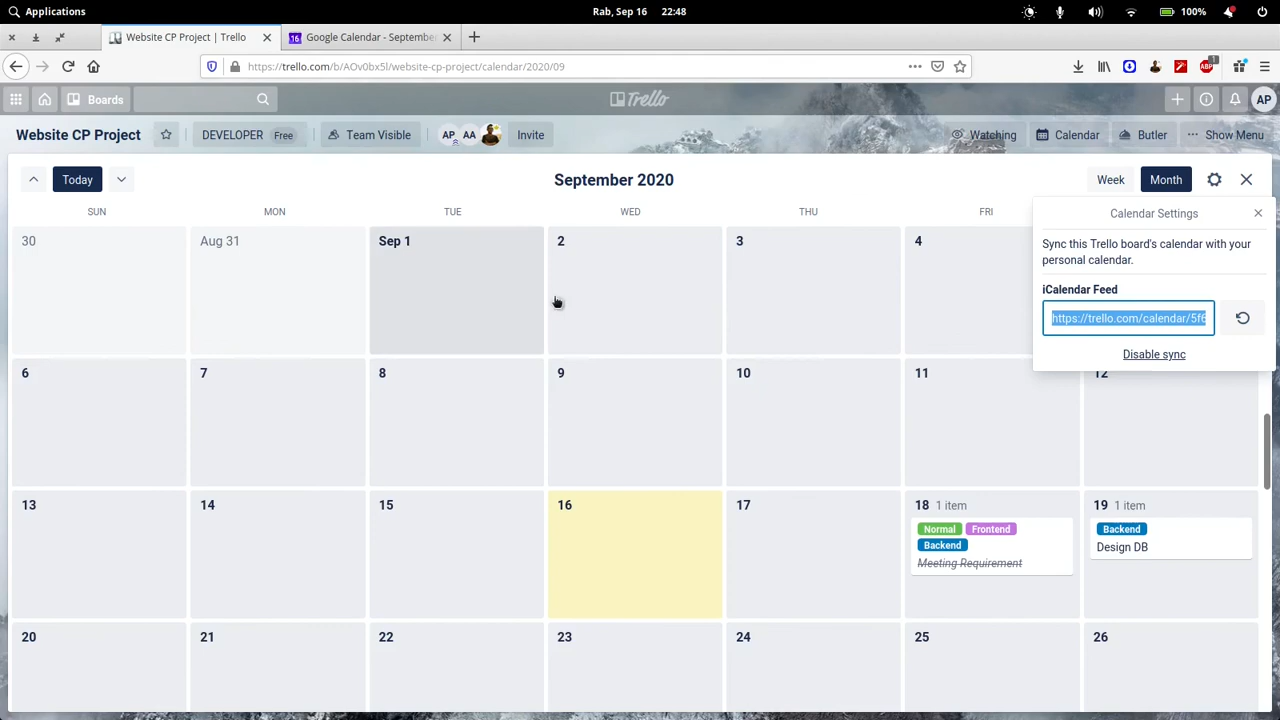 Applications
Rab, Sep 16 22:48
100%
Website CP Project | Trello
Google Calendar - Septembe
https://trello.com/b/AOv0bx5l/website-cp-project/calendar/2020/09
1
ABP
Boards
Trello
AP
Website CP Project
DEVELOPER Free
Team Visible
AP AA
Invite
Watching
Calendar
Butler
Show Menu
Today
September 2020
Week
Month
SUN MON TUE WED THU FRI
Calendar Settings
Sync this Trello board's calendar with your
personal calendar.
iCalendar Feed
https://trello.com/calendar/5f6
Disable sync
30 Aug 31 Sep 1 2 3 4
6 7 8 9 10 11 12
13 14 15 16 17 18 1 item 19 1 item
Normal Frontend
Backend
Meeting Requirement
Backend
Design DB
20 21 22 23 24 25 26